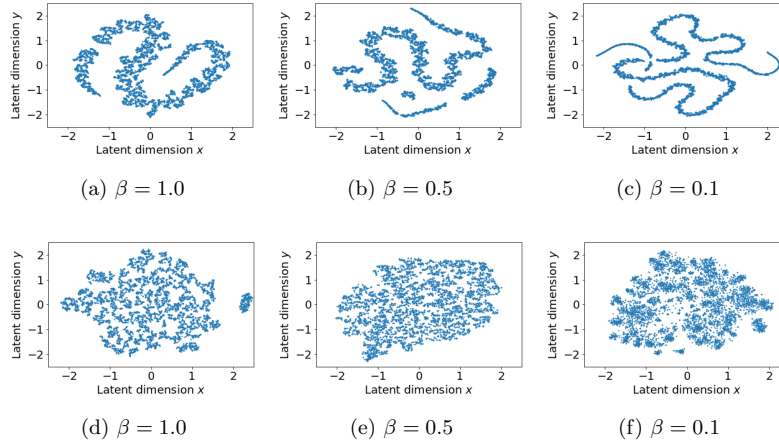 Latent dimension y
2
1
0
−1
−2
−2 −1 0 1 2
Latent dimension x
(a) β = 1.0
Latent dimension y
2
1
0
−1
−2
−2 −1 0 1 2
Latent dimension x
(b) β = 0.5
Latent dimension y
2
1
0
−1
−2
−2 −1 0 1 2
Latent dimension x
(c) β = 0.1
Latent dimension y
2
1
0
−1
−2
−2 −1 0 1 2
Latent dimension x
(d) β = 1.0
Latent dimension y
2
1
0
−1
−2
−2 −1 0 1 2
Latent dimension x
(e) β = 0.5
Latent dimension y
2
1
0
−1
−2
−2 −1 0 1 2
Latent dimension x
(f) β = 0.1